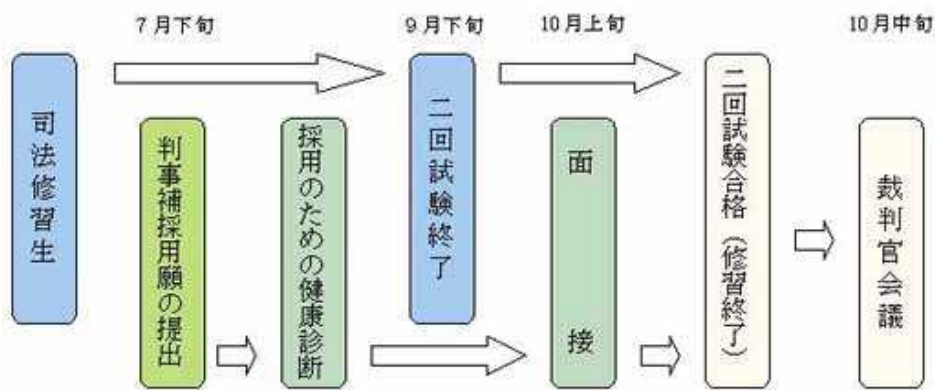 7月下旬
9月下旬
10月上旬
10月中旬
司法修習生
判事補採用願の提出
採用のための健康診断
二回試験終了
面接
二回試験合格（修習終了）
裁判官会議